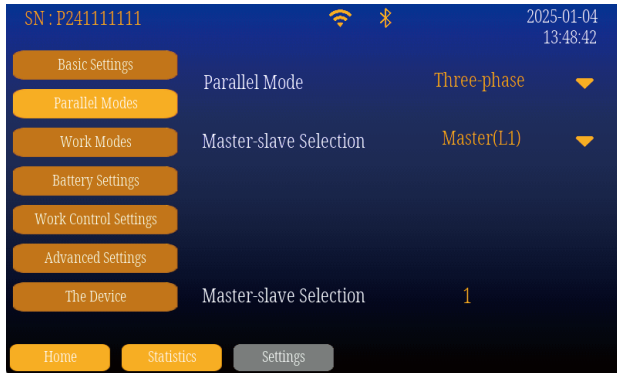 SN : P241111111
2025-01-04
13:48:42
Basic Settings
Parallel Modes
Work Modes
Battery Settings
Work Control Settings
Advanced Settings
The Device
Parallel Mode
Three-phase
Master-slave Selection
Master(L1)
Master-slave Selection
1
Home
Statistics
Settings